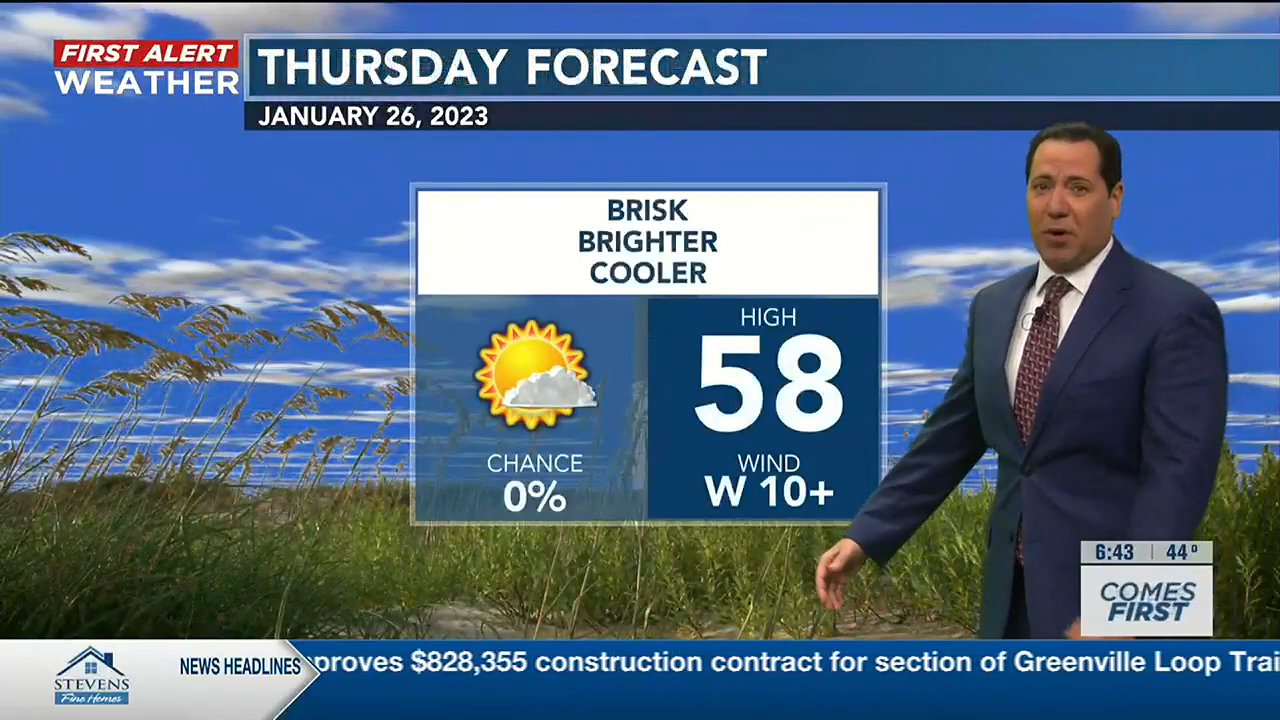 FIRST ALERT
WEATHER
THURSDAY FORECAST
JANUARY 26, 2023
BRISK
BRIGHTER
COOLER
CHANCE
0%
HIGH
58
WIND
W 10+
6:43 44°
COMES
FIRST
STEVENS
Fine Homes
NEWS HEADLINES
proves $828,355 construction contract for section of Greenville Loop Trai